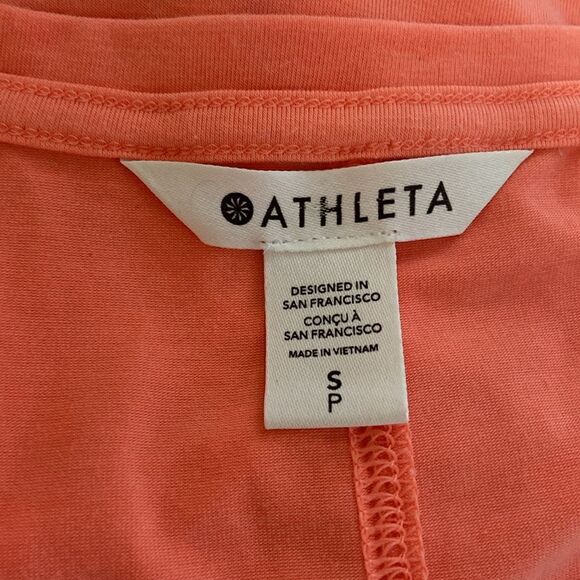 ATHLETA
DESIGNED IN
SAN FRANCISCO
CONÇU À
SAN FRANCISCO
MADE IN VIETNAM
S
P